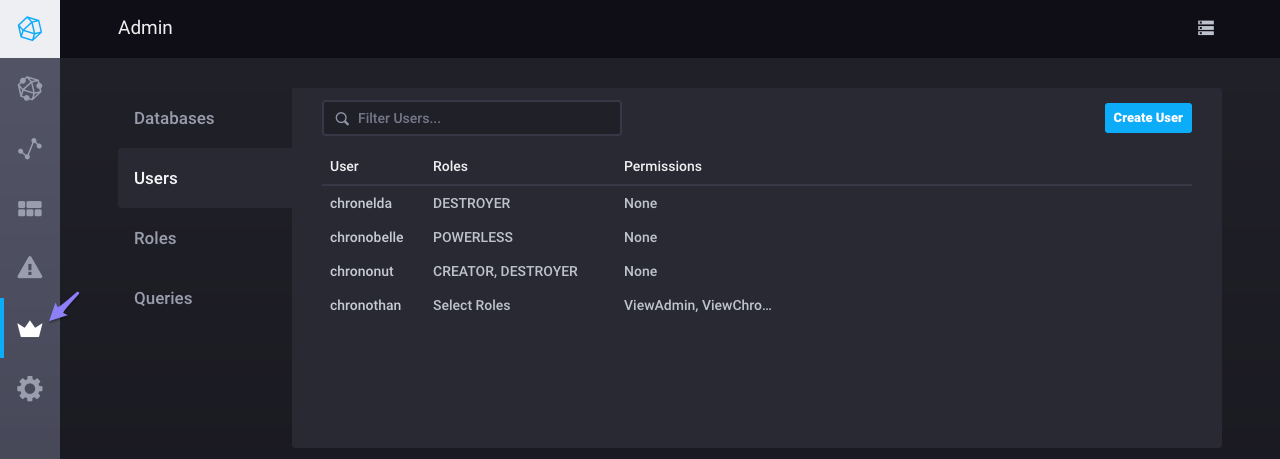 Admin
Databases
Users
Roles
Queries
Filter Users...
Create User
User Roles Permissions
chronelda DESTROYER None
chronobelle POWERLESS None
chrononut CREATOR, DESTROYER None
chronothan Select Roles ViewAdmin, ViewChro...